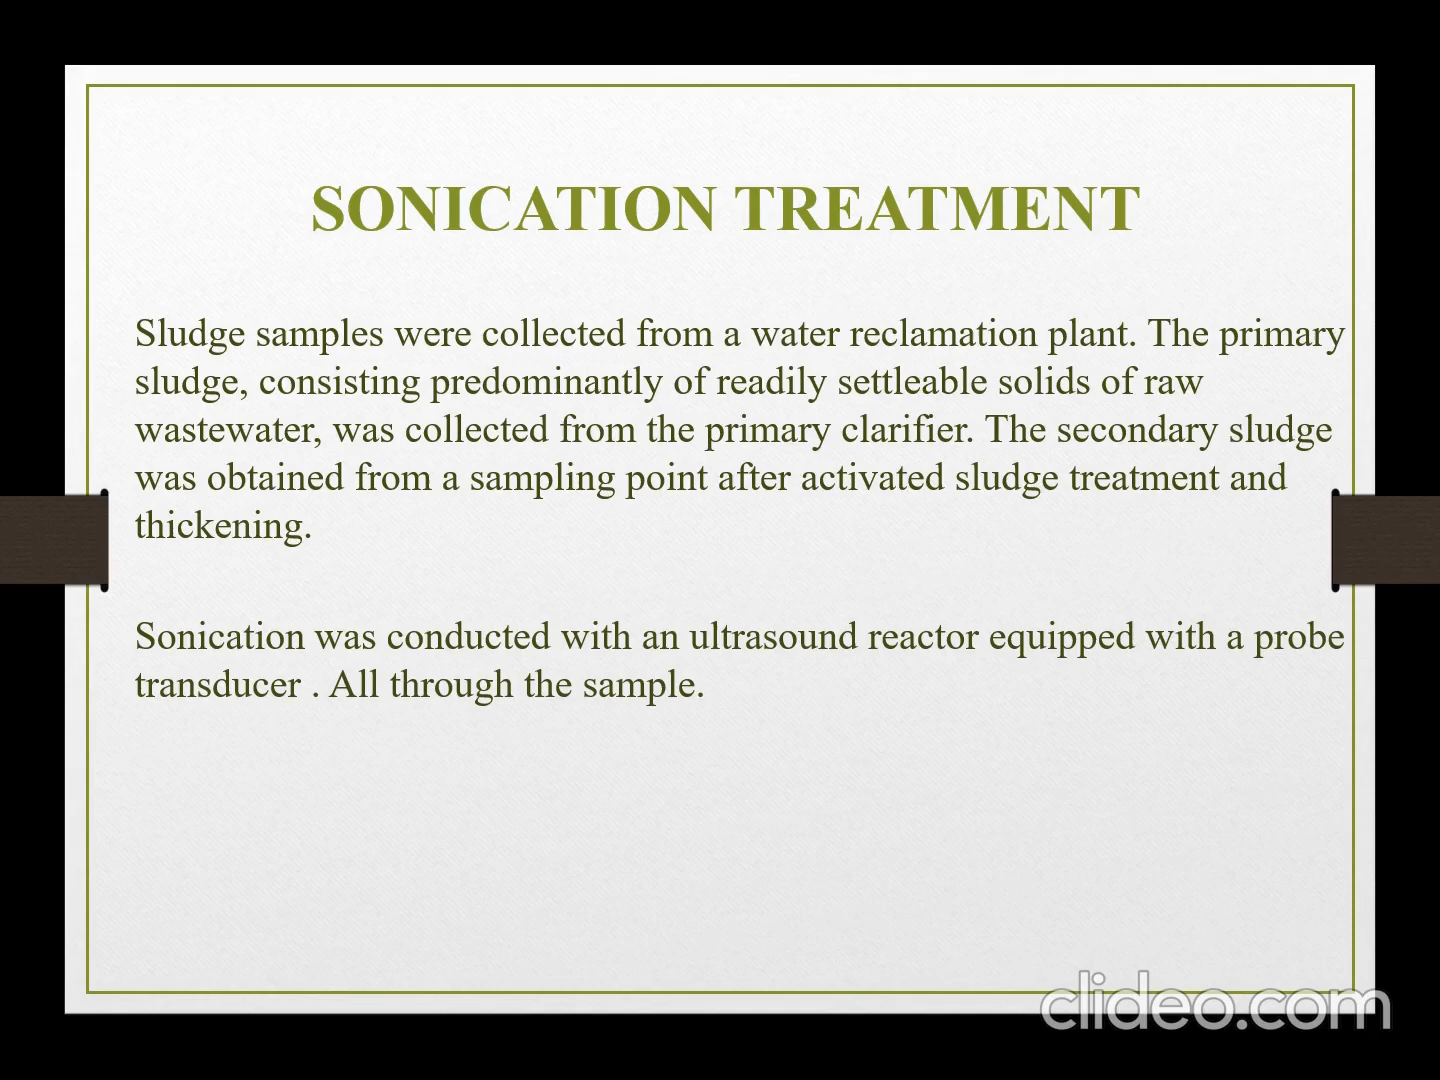 SONICATION TREATMENT
Sludge samples were collected from a water reclamation plant. The primary
sludge, consisting predominantly of readily settleable solids of raw
wastewater, was collected from the primary clarifier. The secondary sludge
was obtained from a sampling point after activated sludge treatment and
thickening.
Sonication was conducted with an ultrasound reactor equipped with a probe
transducer . All through the sample.
clideo.com